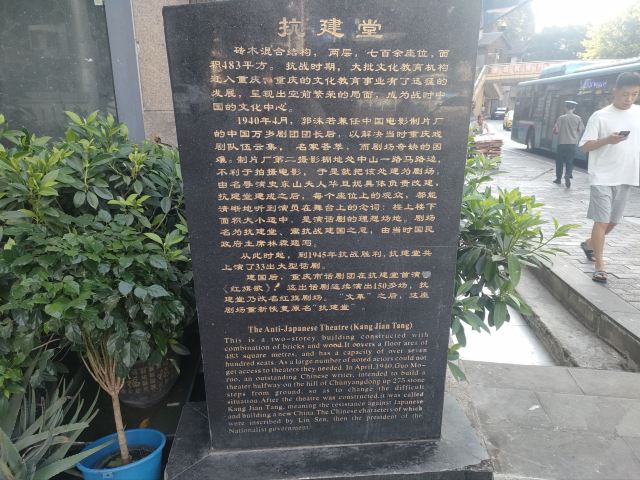 抗建堂
砖木混合结构，两层，七百余座位，面
积483平方。抗战时期，大批文化教育机构
迁入重庆，重庆的文化教育事业有了迅猛的
发展，呈现出空前繁荣的局面，成为战时中
国的文化中心。
1940年4月，郭沫若兼任中国电影制片厂
的中国万岁剧团团长后，以解决当时重庆戏
剧队伍云集，名家荟萃，而剧场奇缺的困
难。制片厂第二摄影棚地处中山一路马路边，
不利于拍摄电影，于是就把该处建为剧场，
由名导演史东山夫人华旦妮具体负责改建，
抗建堂建成之后，每个座位上的观众，都能
清晰地听到演员在舞台上的台词，楼上楼下
面积大小适中，是演话剧的理想场地，剧场
名为抗建堂，意抗战建国之意，由当时国民
政府主席林森题写。
从此时起，到1945年抗战胜利，抗建堂共
上演了33出大型话剧。
建国后，重庆市话剧团在抗建堂首演
《红旗歌》，这出话剧连续演出150多场，抗
建堂乃改名红旗剧场。“文革”之后，这座
剧场重新恢复原名“抗建堂”。
The Anti-Japanese Theatre (Kang Jian Tang)
This is a two-storey building constructed with
combination of bricks and wood.It covers a floor area of
483 square metres, and has a capacity of over seven
hundred seats. As a large number of noted actors could not
get access to theaters they needed. In April,1940,Guo Mo-
ruo, an outstanding Chinese writer, intended to build a
theater halfway on the hill of Chunyangdong up 275 stone
steps from ground, so as to change the difficult
situation .After the theatre was constructed,it was called
Kang Jian Tang, meaning the resistance against Japanese
and building a new China. The Chinese characters of which
were inscribed by Lin Sen, then the president of the
Nationalist government.